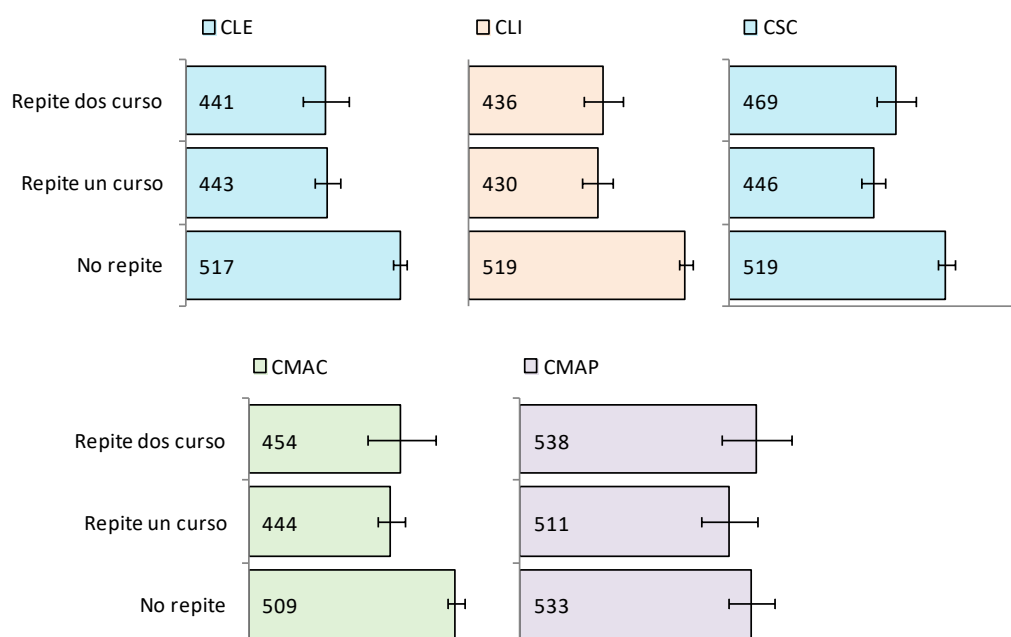 CLE CLI CSC
Repite dos curso 441 436 469
Repite un curso 443 430 446
No repite 517 519 519
CMAC CMAP
Repite dos curso 454 538
Repite un curso 444 511
No repite 509 533